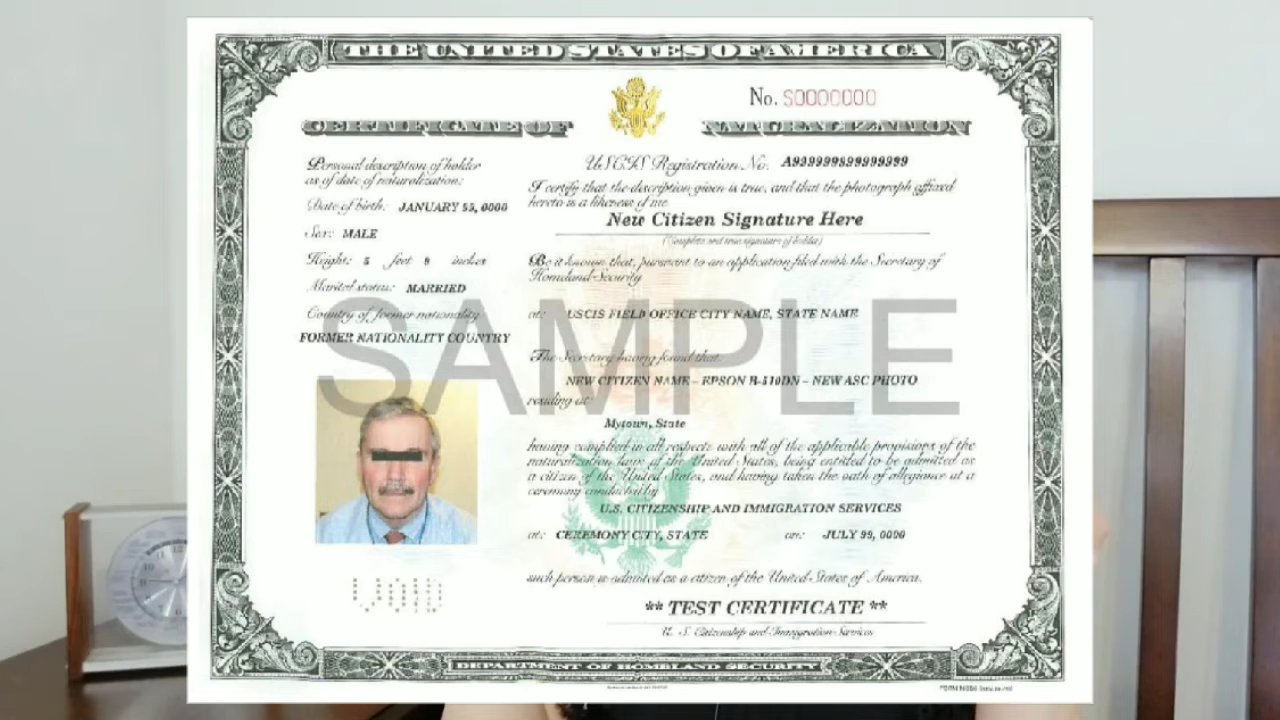 THE UNITED STATES OF AMERICA
No. S0000000
CERTIFICATE OF NATURALIZATION
Personal description of holder
as of date of naturalization:
Date of birth: JANUARY 55, 0000
Sex: MALE
Height: 5 feet 9 inches
Marital status: MARRIED
Country of former nationality
FORMER NATIONALITY COUNTRY
USCIS Registration No. A999999999999999
I certify that the description given is true, and that the photograph affixed
hereto is a likeness of me.
New Citizen Signature Here
(Complete and true signature of holder)
Be it known that, pursuant to an application filed with the Secretary of
Homeland Security
at: USCIS FIELD OFFICE CITY NAME, STATE NAME
The Secretary having found that:
NEW CITIZEN NAME – EPSON B-510DN – NEW ASC PHOTO
residing at:
Mytown, State
having complied in all respects with all of the applicable provisions of the
naturalization laws of the United States, being entitled to be admitted as
a citizen of the United States, and having taken the oath of allegiance at a
ceremony conducted by
U.S. CITIZENSHIP AND IMMIGRATION SERVICES
at: CEREMONY CITY, STATE on: JULY 99, 0000
such person is admitted as a citizen of the United States of America.
** TEST CERTIFICATE **
U. S. Citizenship and Immigration Services
VOID
DEPARTMENT OF HOMELAND SECURITY
SAMPLE